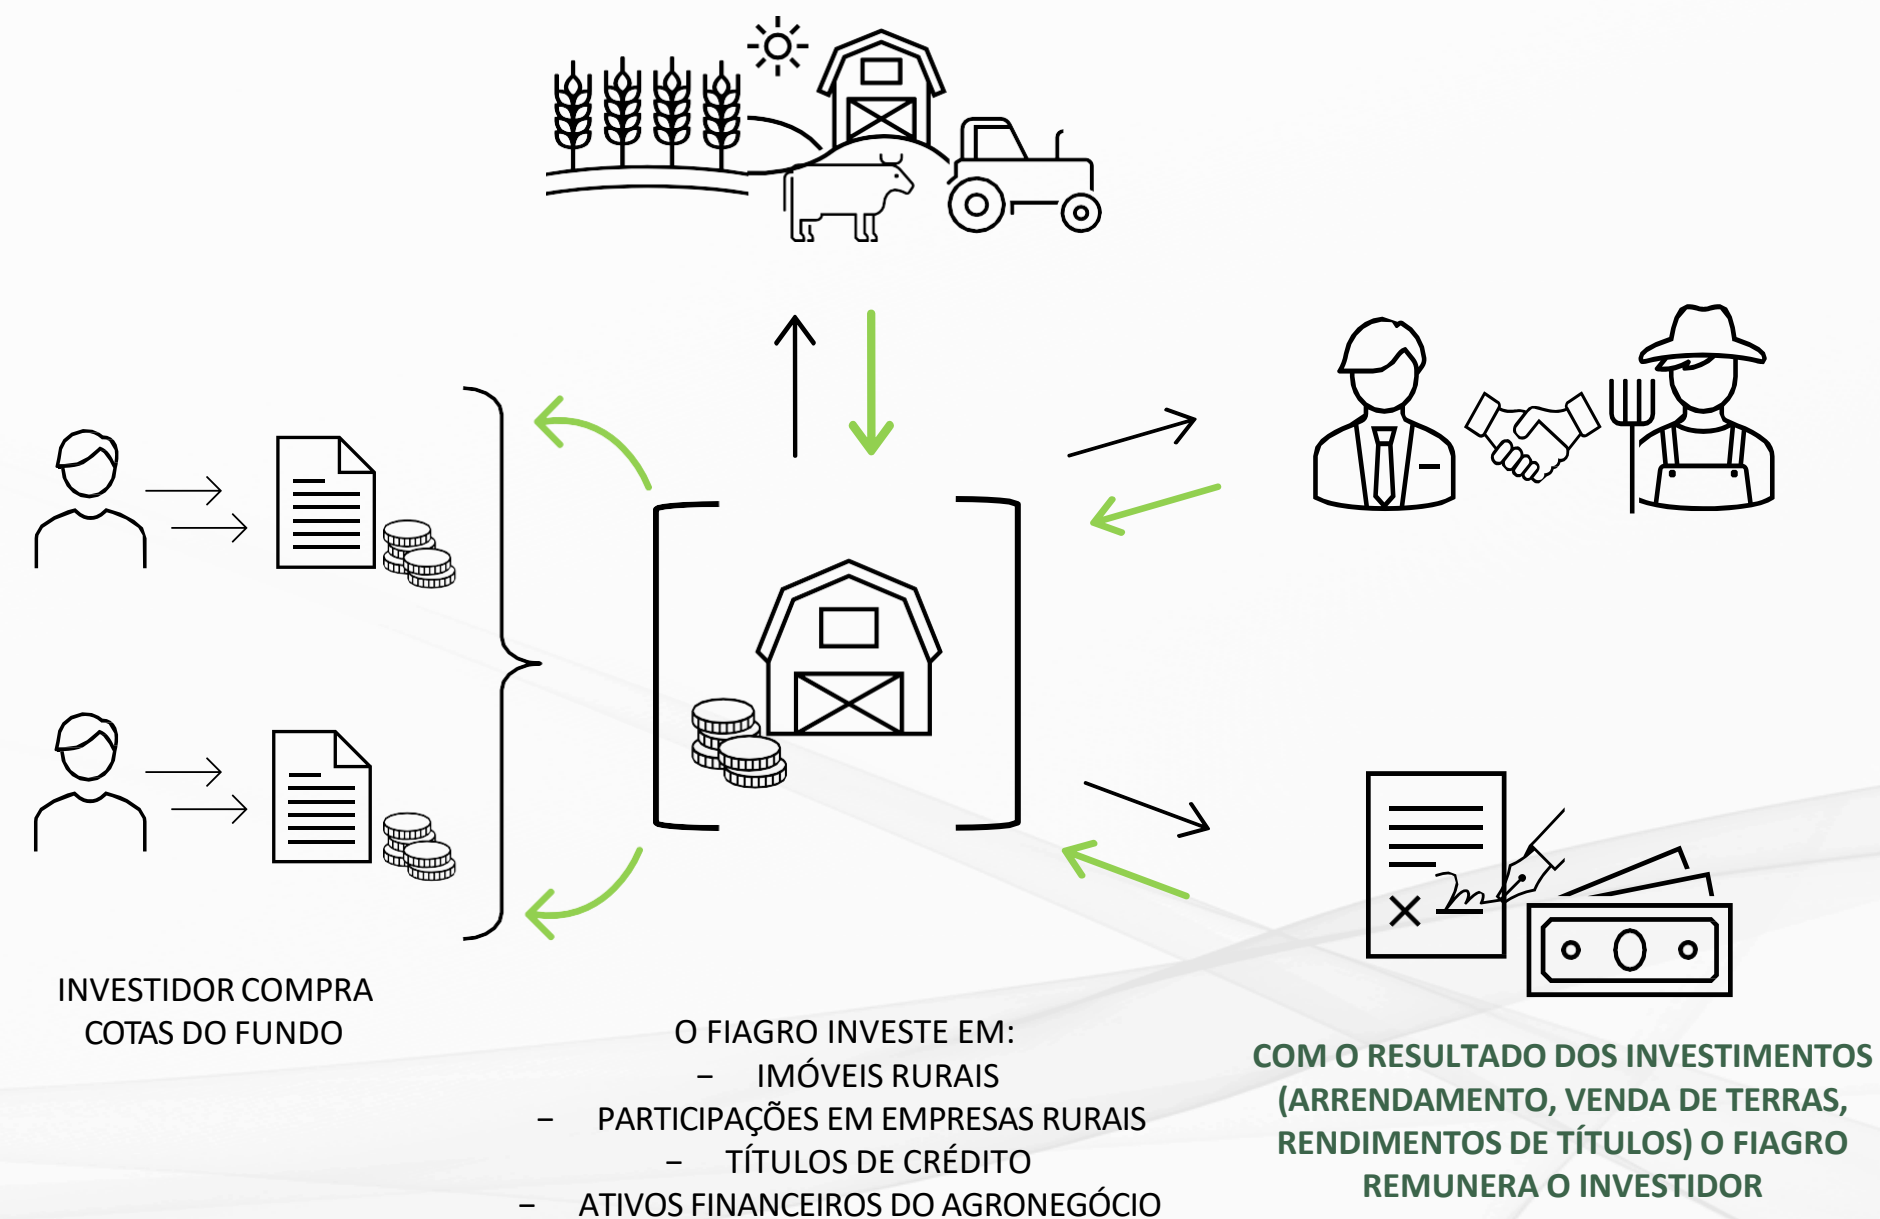 INVESTIDOR COMPRA
COTAS DO FUNDO
O FIAGRO INVESTE EM:
– IMÓVEIS RURAIS
– PARTICIPAÇÕES EM EMPRESAS RURAIS
– TÍTULOS DE CRÉDITO
– ATIVOS FINANCEIROS DO AGRONEGÓCIO
COM O RESULTADO DOS INVESTIMENTOS
(ARRENDAMENTO, VENDA DE TERRAS,
RENDIMENTOS DE TÍTULOS) O FIAGRO
REMUNERA O INVESTIDOR